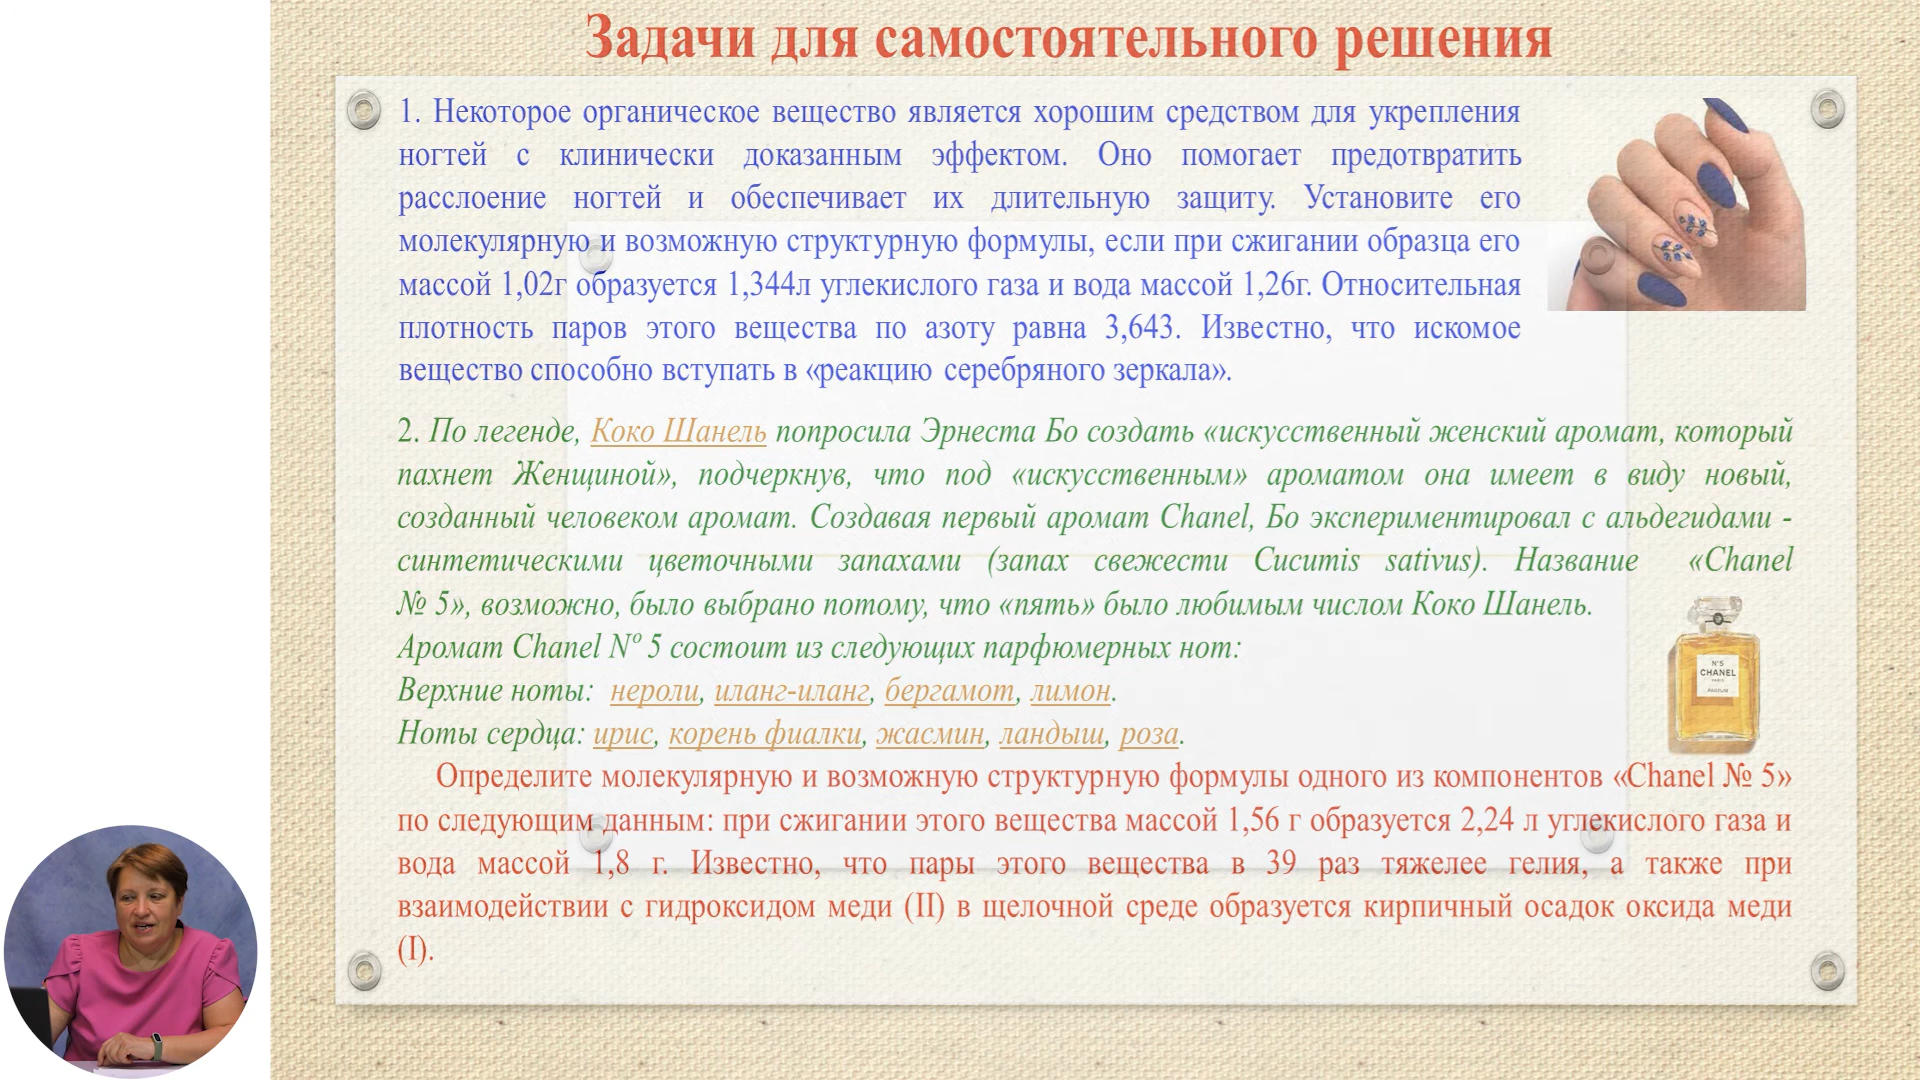 Задачи для самостоятельного решения
1. Некоторое органическое вещество является хорошим средством для укрепления
ногтей с клинически доказанным эффектом. Оно помогает предотвратить
расслоение ногтей и обеспечивает их длительную защиту. Установите его
молекулярную и возможную структурную формулы, если при сжигании образца его
массой 1,02г образуется 1,344л углекислого газа и вода массой 1,26г. Относительная
плотность паров этого вещества по азоту равна 3,643. Известно, что искомое
вещество способно вступать в «реакцию серебряного зеркала».
2. По легенде, Коко Шанель попросила Эрнеста Бо создать «искусственный женский аромат, который
пахнет Женщиной», подчеркнув, что под «искусственным» ароматом она имеет в виду новый,
созданный человеком аромат. Создавая первый аромат Chanel, Бо экспериментировал с альдегидами -
синтетическими цветочными запахами (запах свежести Cucumis sativus). Название «Chanel
№ 5», возможно, было выбрано потому, что «пять» было любимым числом Коко Шанель.
Аромат Chanel Nº 5 состоит из следующих парфюмерных нот:
Верхние ноты: нероли, иланг-иланг, бергамот, лимон.
Ноты сердца: ирис, корень фиалки, жасмин, ландыш, роза.
N°5
CHANEL
PARIS
PARFUM
Определите молекулярную и возможную структурную формулы одного из компонентов «Chanel № 5»
по следующим данным: при сжигании этого вещества массой 1,56 г образуется 2,24 л углекислого газа и
вода массой 1,8 г. Известно, что пары этого вещества в 39 раз тяжелее гелия, а также при
взаимодействии с гидроксидом меди (II) в щелочной среде образуется кирпичный осадок оксида меди
(I).